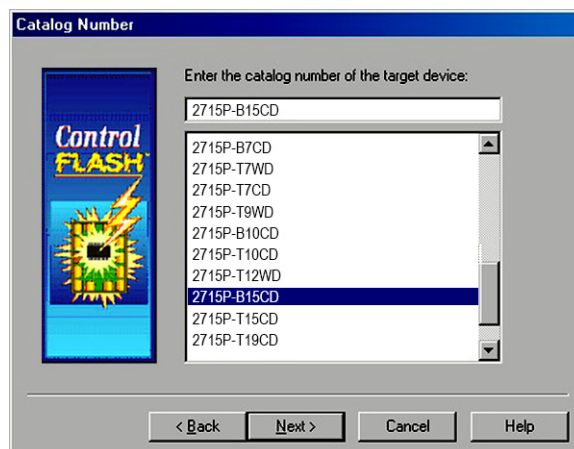 Catalog Number
Enter the catalog number of the target device:
2715P-B15CD
2715P-B7CD
2715P-T7WD
2715P-T7CD
2715P-T9WD
2715P-B10CD
2715P-T10CD
2715P-T12WD
2715P-B15CD
2715P-T15CD
2715P-T19CD
Control
FLASH
< Back
Next >
Cancel
Help